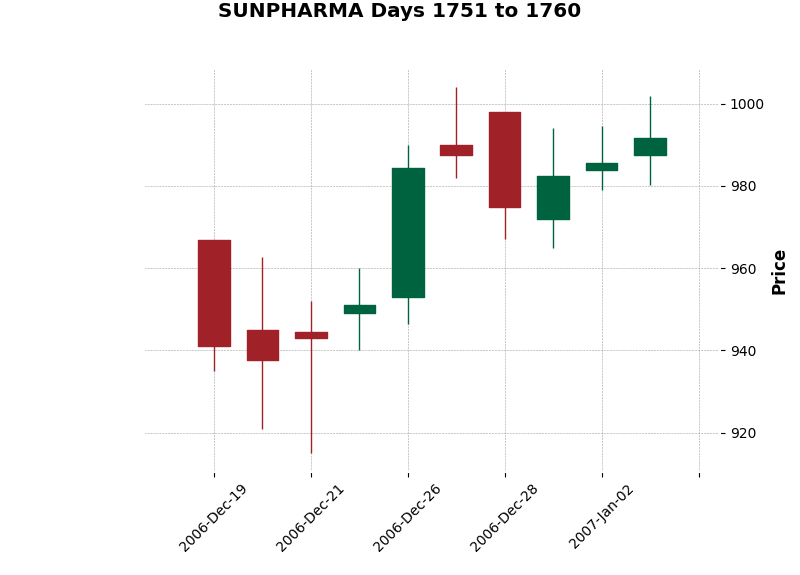 SUNPHARMA Days 1751 to 1760
1000
980
960
940
920
Price
2006-Dec-19
2006-Dec-21
2006-Dec-26
2006-Dec-28
2007-Jan-02